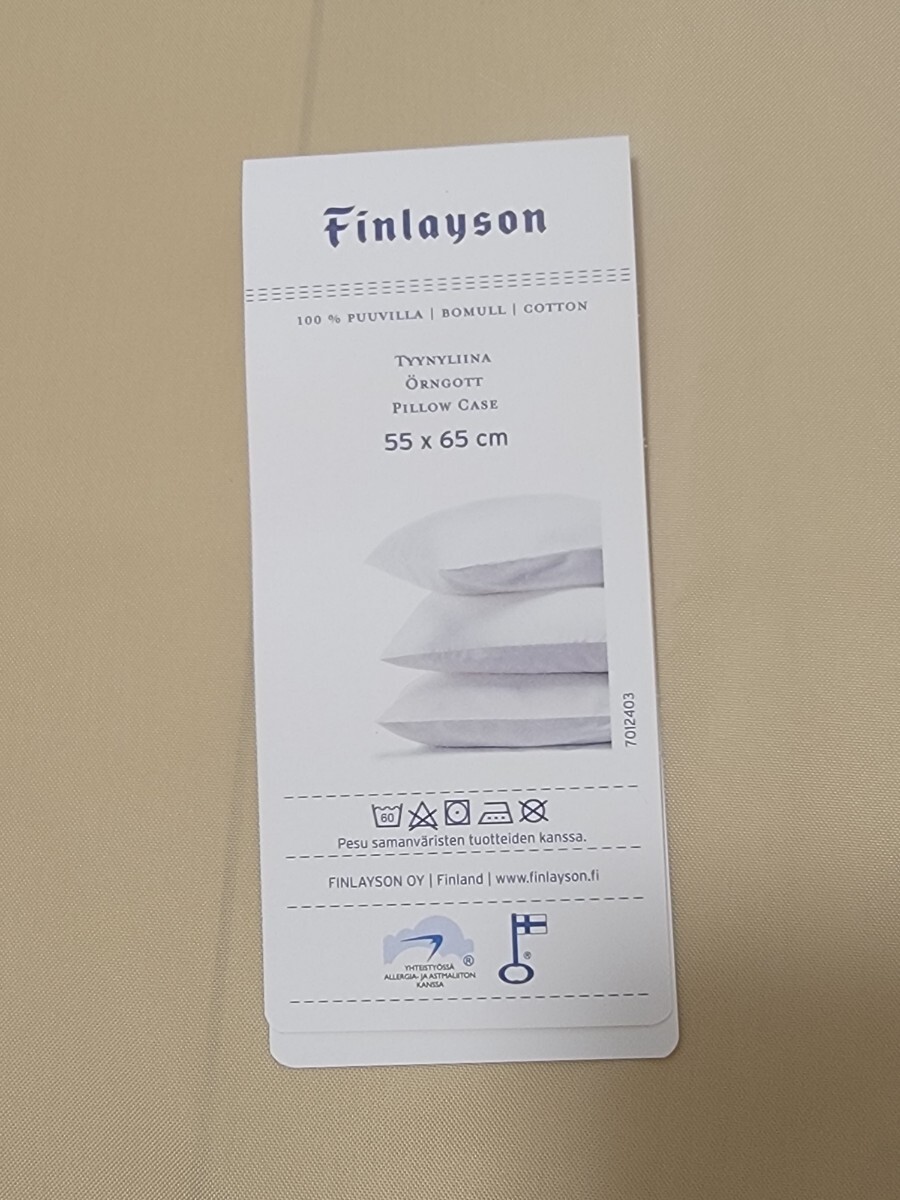 Finlayson
100 % PUUVILLA | BOMULL | COTTON
TYYNYLIINA
ÖRNGOTT
PILLOW CASE
55 x 65 cm
7012403
60
Pesu samanväristen tuotteiden kanssa.
FINLAYSON OY | Finland | www.finlayson.fi
YHTEISTYÖSSÄ
ALLERGIA- JA ASTMALIITON
KANSSA
®
®